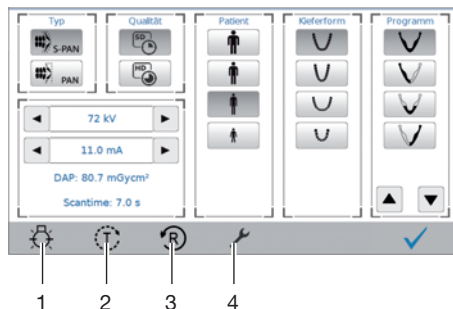 Typ
Qualität
Patient
Kieferform
Programm
S-PAN
SD
PAN
HD
72 kV
11.0 mA
DAP: 80.7 mGycm²
Scantime: 7.0 s
T
R
1
2
3
4